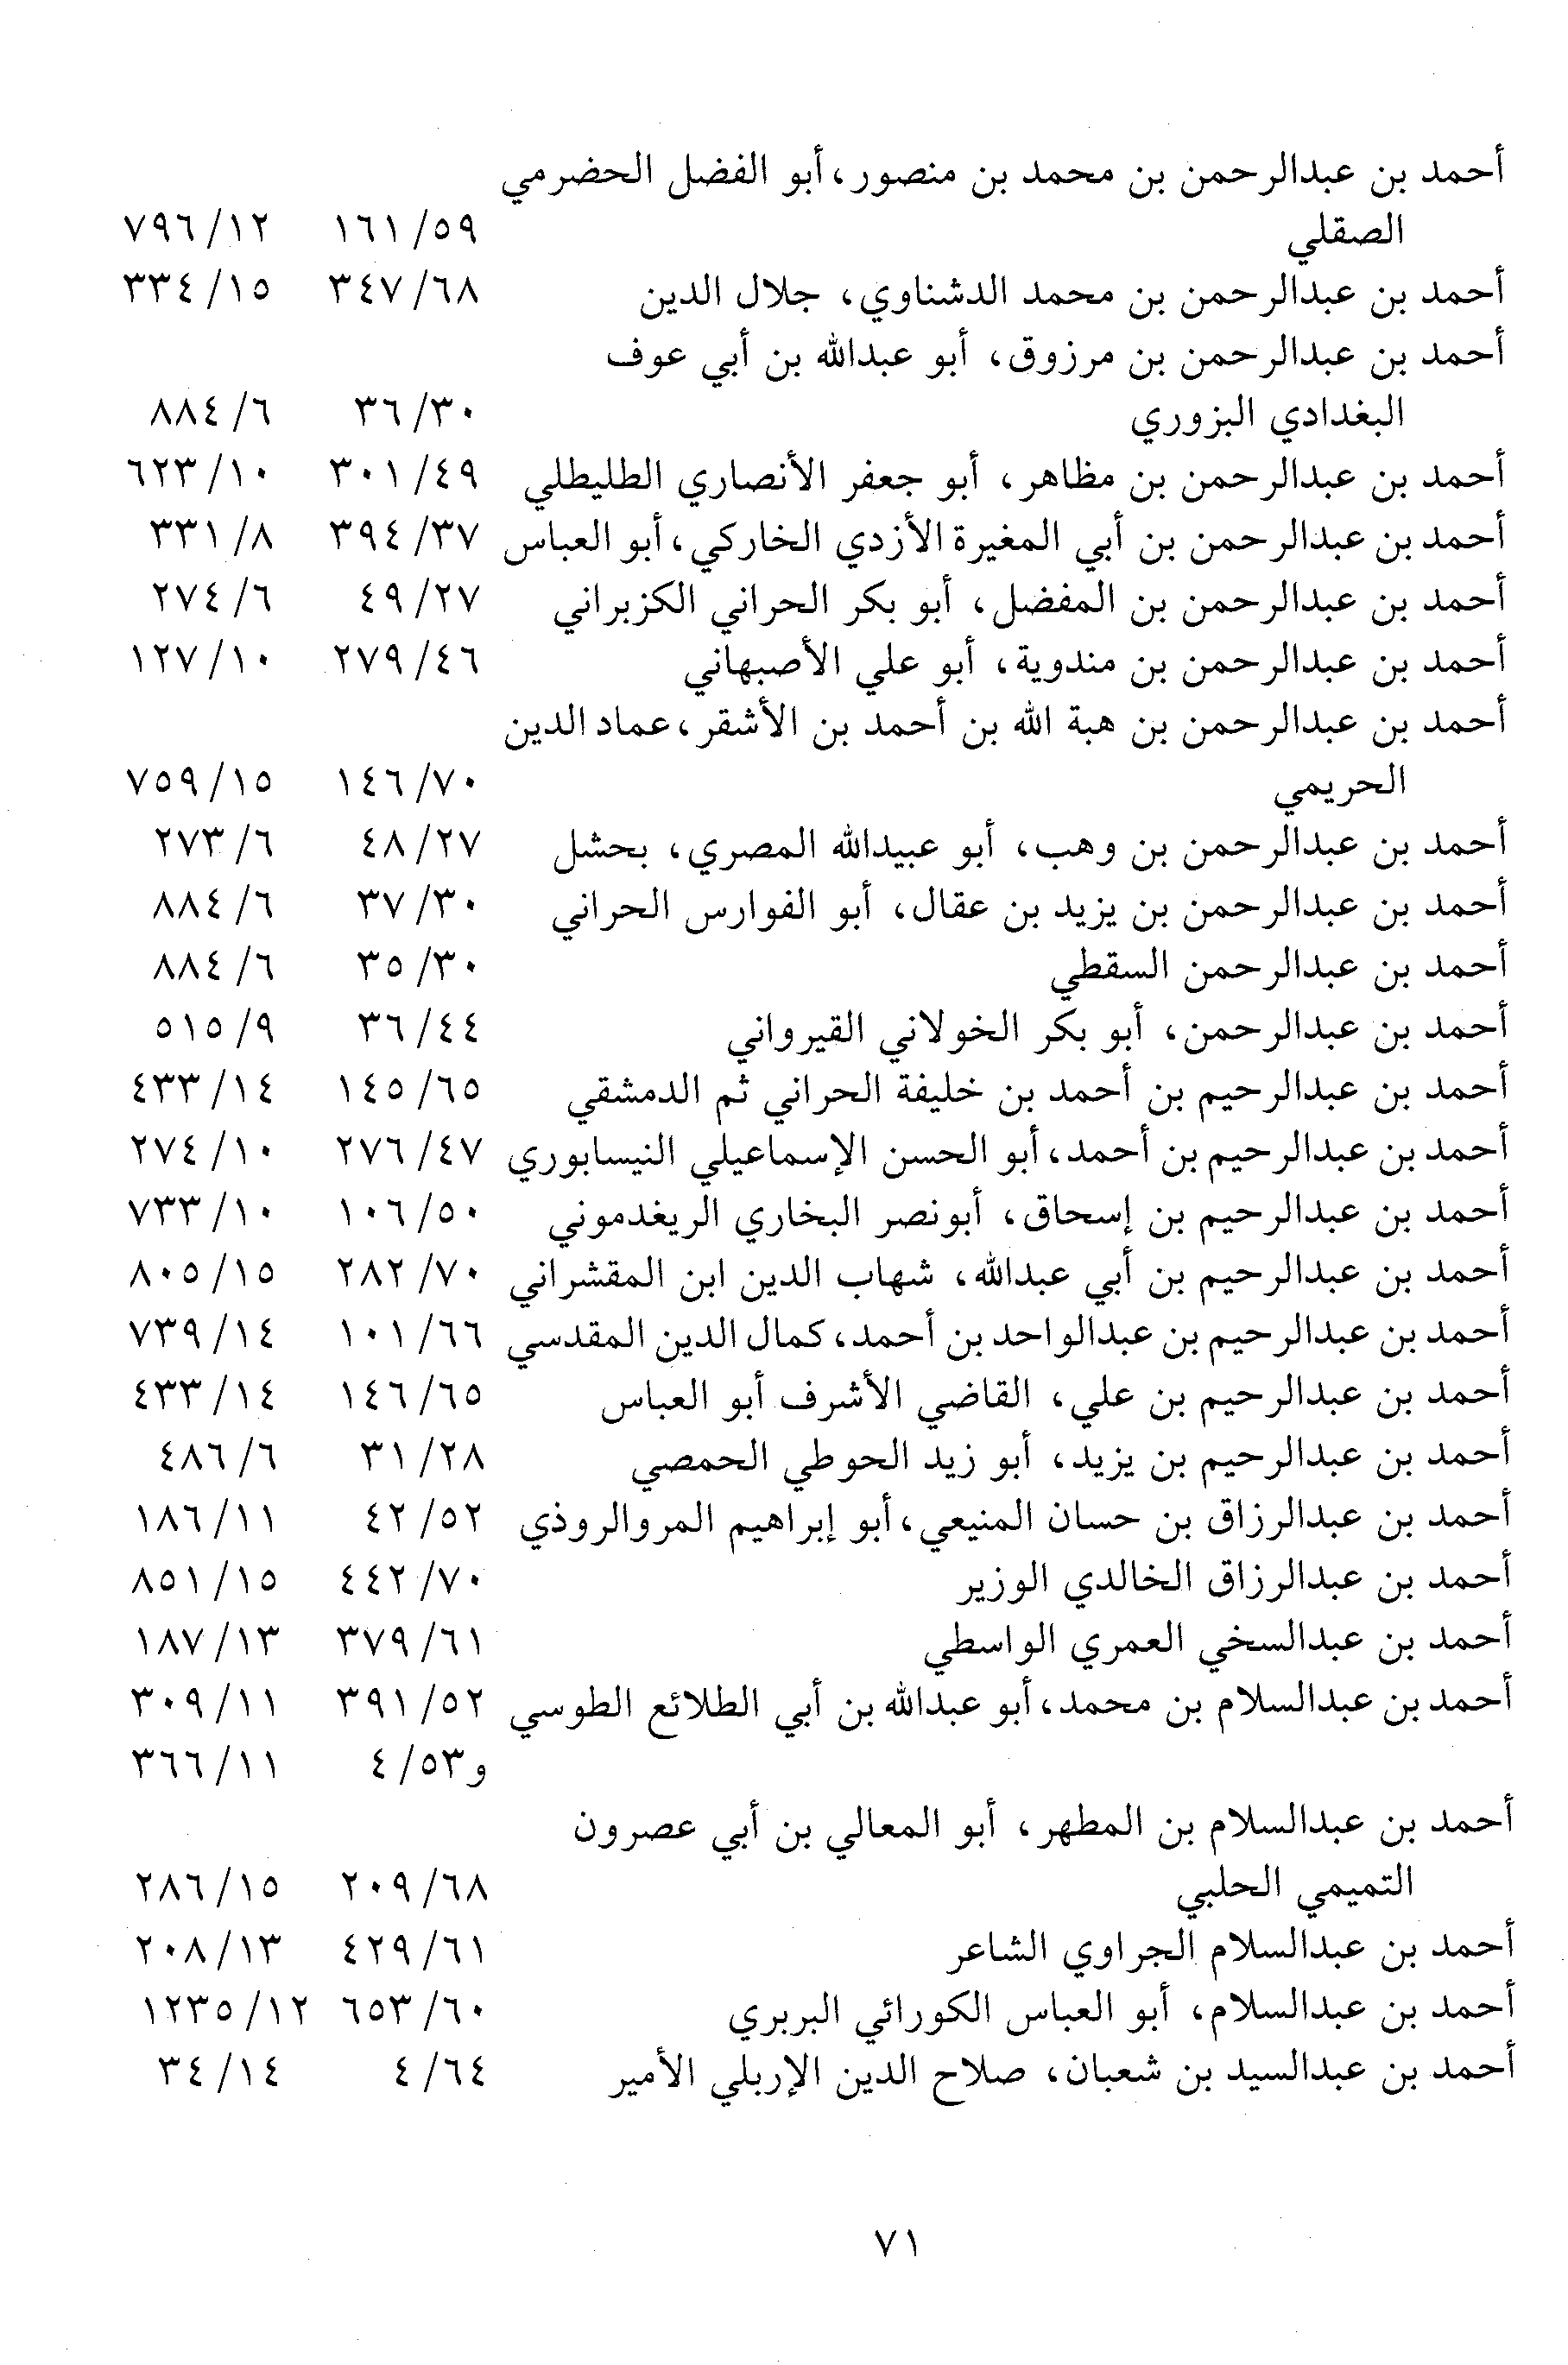 أحمد بن عبدالرحمن بن محمد بن منصور، أبو الفضل الحضرمي
الصقلي ١٦١/٥٩ ٧٩٦/١٢
أحمد بن عبدالرحمن بن محمد الدشناوي، جلال الدين ٣٤٧/٦٨ ٣٣٤/١٥
أحمد بن عبدالرحمن بن مرزوق، أبو عبدالله بن أبي عوف
البغدادي البزوري ٣٦/٣٠ ٨٨٤/٦
أحمد بن عبدالرحمن بن مظاهر، أبو جعفر الأنصاري الطليطلي ٣٠١/٤٩ ٦٢٣/١٠
أحمد بن عبدالرحمن بن أبي المغيرة الأزدي الخاركي، أبو العباس ٣٩٤/٣٧ ٣٣١/٨
أحمد بن عبدالرحمن بن المفضل، أبو بكر الحراني الكزبراني ٤٩/٢٧ ٢٧٤/٦
أحمد بن عبدالرحمن بن مندوية، أبو علي الأصبهاني ٢٧٩/٤٦ ١٢٧/١٠
أحمد بن عبدالرحمن بن هبة الله بن أحمد بن الأشقر، عماد الدين
الحريمي ١٤٦/٧٠ ٧٥٩/١٥
أحمد بن عبدالرحمن بن وهب، أبو عبيدالله المصري، بحشل ٤٨/٢٧ ٢٧٣/٦
أحمد بن عبدالرحمن بن يزيد بن عقال، أبو الفوارس الحراني ٣٧/٣٠ ٨٨٤/٦
أحمد بن عبدالرحمن السقطي ٣٥/٣٠ ٨٨٤/٦
أحمد بن عبدالرحمن، أبو بكر الخولاني القيرواني ٣٦/٤٤ ٥١٥/٩
أحمد بن عبدالرحيم بن أحمد بن خليفة الحراني ثم الدمشقي ١٤٥/٦٥ ٤٣٣/١٤
أحمد بن عبدالرحيم بن أحمد، أبو الحسن الإسماعيلي النيسابوري ٢٧٦/٤٧ ٢٧٤/١٠
أحمد بن عبدالرحيم بن إسحاق، أبونصر البخاري الريغدموني ١٠٦/٥٠ ٧٣٣/١٠
أحمد بن عبدالرحيم بن أبي عبدالله، شهاب الدين ابن المقشراني ٢٨٢/٧٠ ٨٠٥/١٥
أحمد بن عبدالرحيم بن عبدالواحد بن أحمد، كمال الدين المقدسي ١٠١/٦٦ ٧٣٩/١٤
أحمد بن عبدالرحيم بن علي، القاضي الأشرف أبو العباس ١٤٦/٦٥ ٤٣٣/١٤
أحمد بن عبدالرحيم بن يزيد، أبو زيد الحوطي الحمصي ٣١/٢٨ ٤٨٦/٦
أحمد بن عبدالرزاق بن حسان المنيعي، أبو إبراهيم المروالروذي ٤٢/٥٢ ١٨٦/١١
أحمد بن عبدالرزاق الخالدي الوزير ٤٤٢/٧٠ ٨٥١/١٥
أحمد بن عبدالسخي العمري الواسطي ٣٧٩/٦١ ١٨٧/١٣
أحمد بن عبدالسلام بن محمد، أبو عبدالله بن أبي الطلائع الطوسي ٣٩١/٥٢ ٣٠٩/١١
و٤/٥٣ ٣٦٦/١١
أحمد بن عبدالسلام بن المطهر، أبو المعالي بن أبي عصرون
التميمي الحلبي ٢٠٩/٦٨ ٢٨٦/١٥
أحمد بن عبدالسلام الجراوي الشاعر ٤٢٩/٦١ ٢٠٨/١٣
أحمد بن عبدالسلام، أبو العباس الكورائي البربري ٦٥٣/٦٠ ١٢٣٥/١٢
أحمد بن عبدالسيد بن شعبان، صلاح الدين الإربلي الأمير ٤/٦٤ ٣٤/١٤
٧١